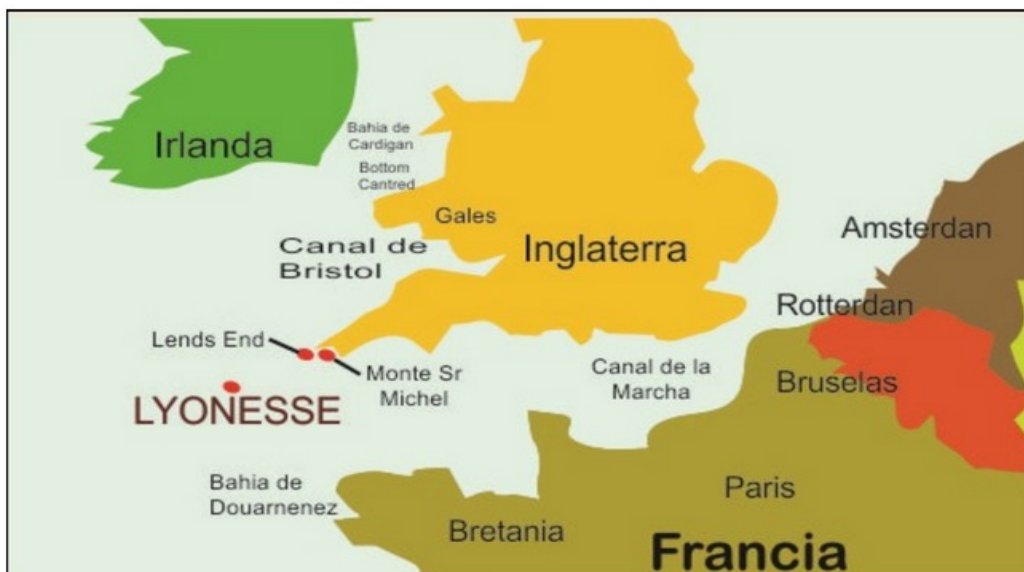 Irlanda
Bahia de
Cardigan
Bottom
Cantred
Gales
Canal de
Bristol
Inglaterra
Amsterdan
Rotterdan
Lends End
Monte Sr
Michel
Canal de la
Marcha
Bruselas
LYONESSE
Bahia de
Douarnenez
Paris
Bretania
Francia